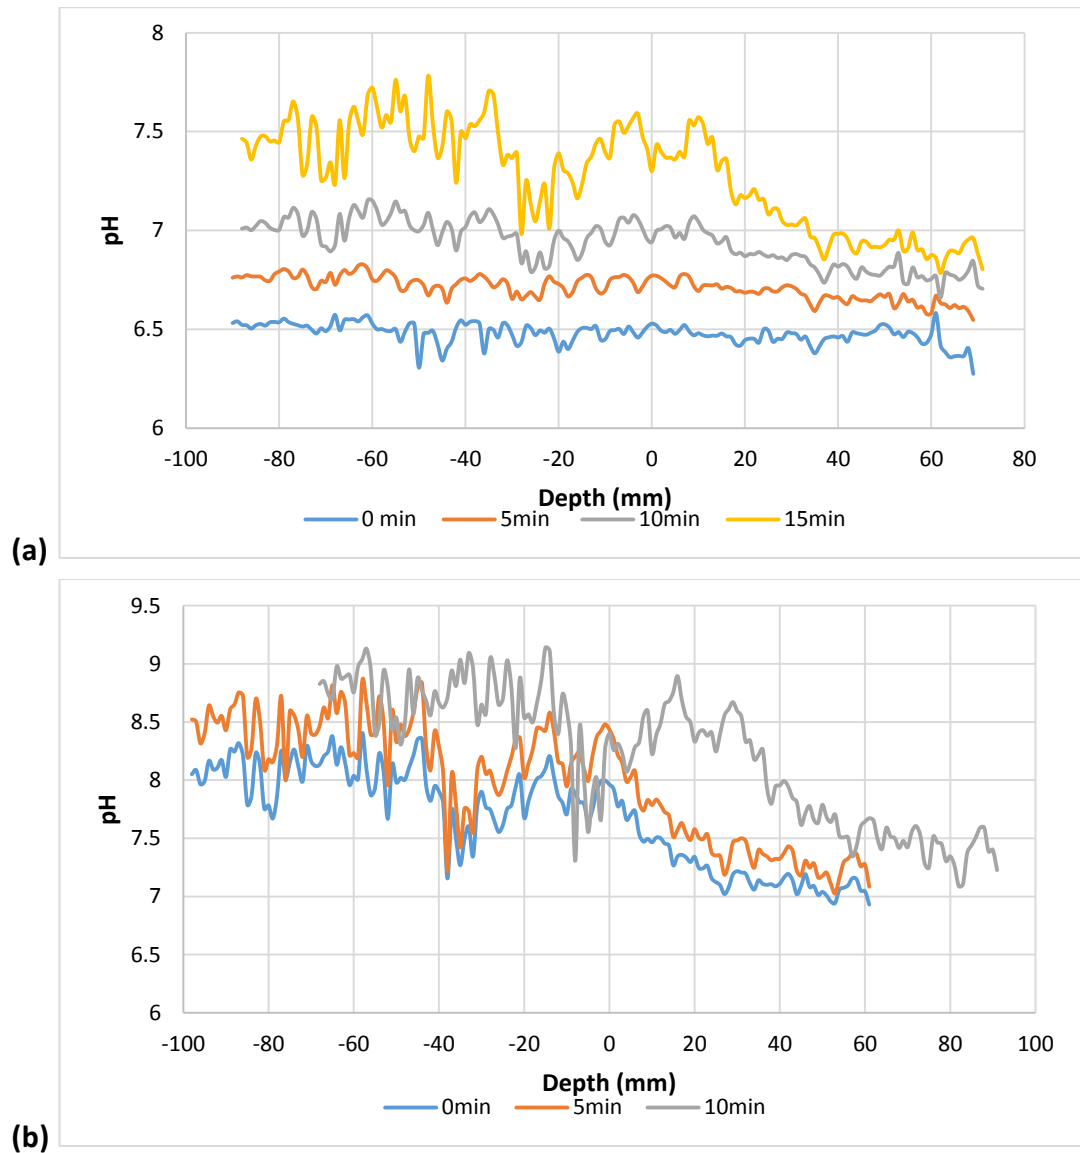 8
7.5
7
6.5
6
pH
-100 -80 -60 -40 -20 0 20 40 60 80
Depth (mm)
0 min 5min 10min 15min
(a)
9.5
9
8.5
8
7.5
7
6.5
6
pH
-100 -80 -60 -40 -20 0 20 40 60 80 100
Depth (mm)
0min 5min 10min
(b)